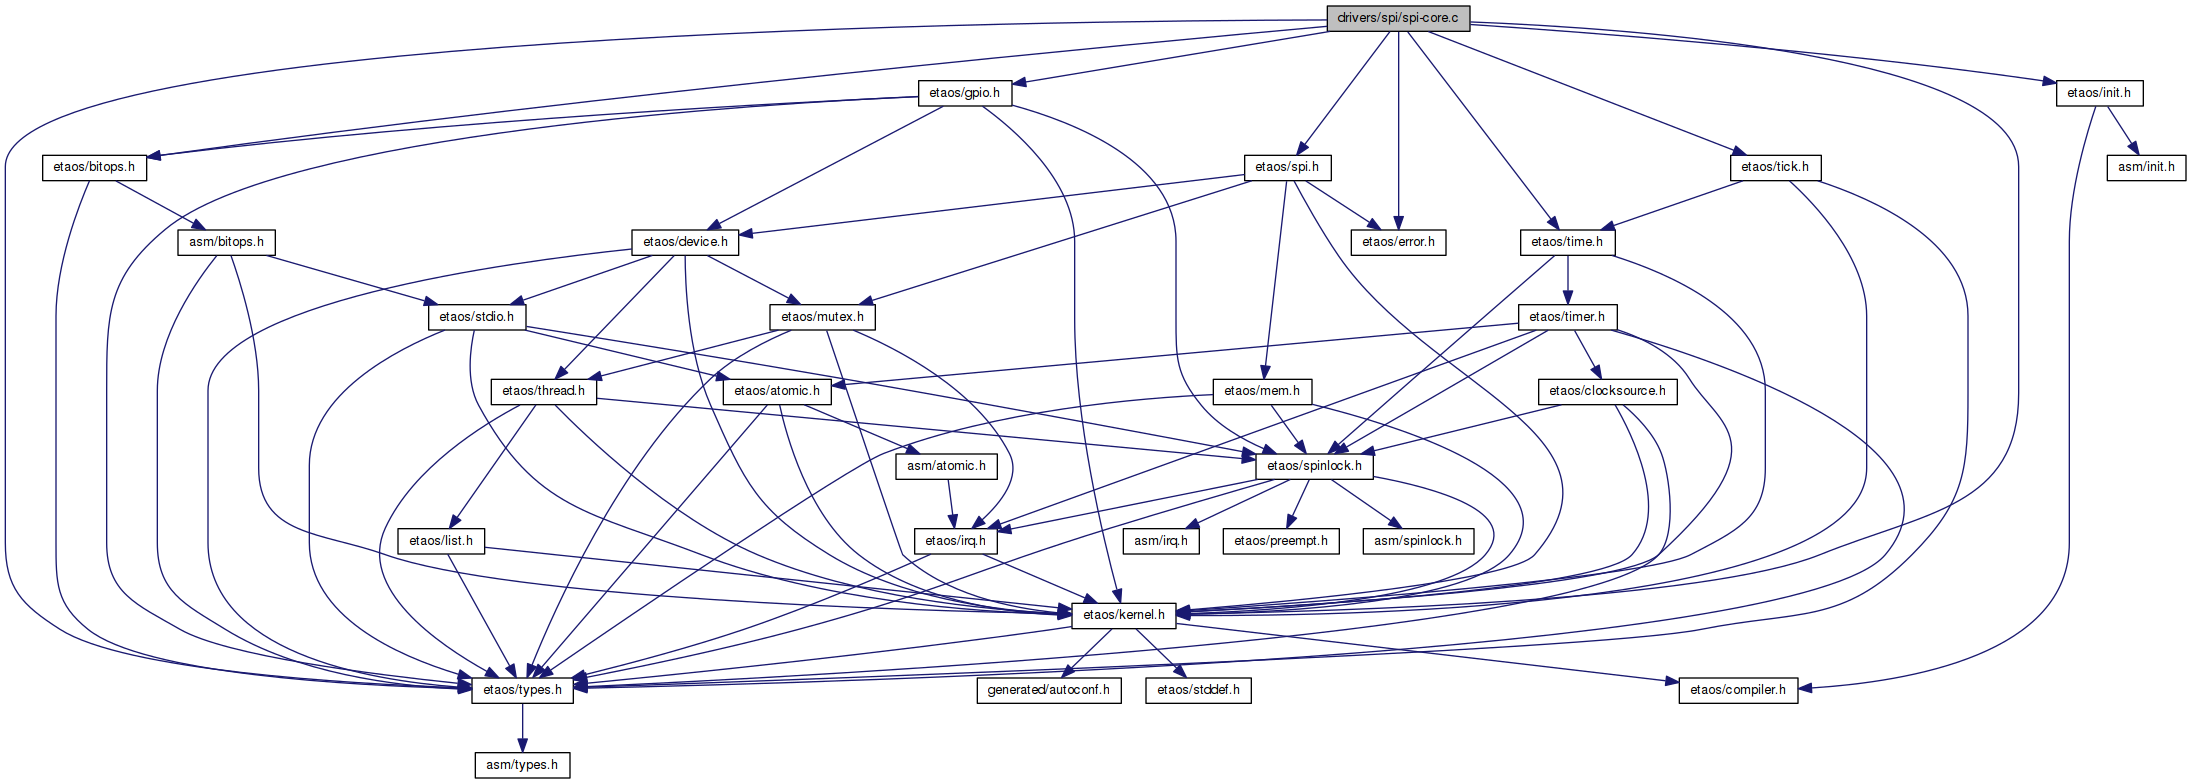 drivers/spi/spi-core.c
etaos/gpio.h
etaos/init.h
etaos/bitops.h
etaos/spi.h
etaos/tick.h
asm/init.h
asm/bitops.h
etaos/device.h
etaos/error.h
etaos/time.h
etaos/stdio.h
etaos/mutex.h
etaos/timer.h
etaos/thread.h
etaos/atomic.h
etaos/mem.h
etaos/clocksource.h
asm/atomic.h
etaos/spinlock.h
etaos/list.h
etaos/irq.h
asm/irq.h
etaos/preempt.h
asm/spinlock.h
etaos/kernel.h
etaos/types.h
generated/autoconf.h
etaos/stddef.h
etaos/compiler.h
asm/types.h